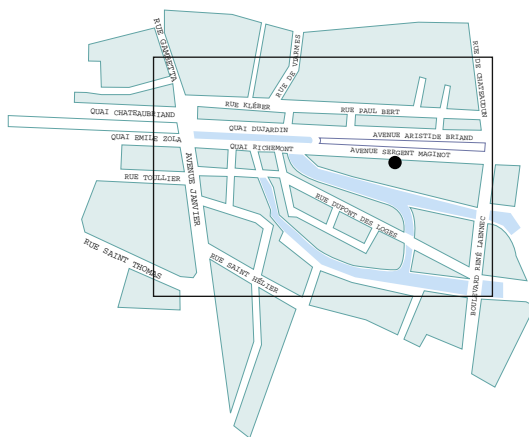 RUE GAMBETTA
RUE DE VIARMES
RUE DE CHATEAUDUN
RUE KLÉBER
RUE PAUL BERT
QUAI CHATEAUBRIAND
QUAI DUJARDIN
AVENUE ARISTIDE BRIAND
QUAI EMILE ZOLA
QUAI RICHEMONT
AVENUE SERGENT MAGINOT
RUE TOULLIER
AVENUE JANVIER
RUE DUPONT DES LOGES
RUE SAINT THOMAS
RUE SAINT HÉLIER
BOULEVARD RENÉ LAENNEC